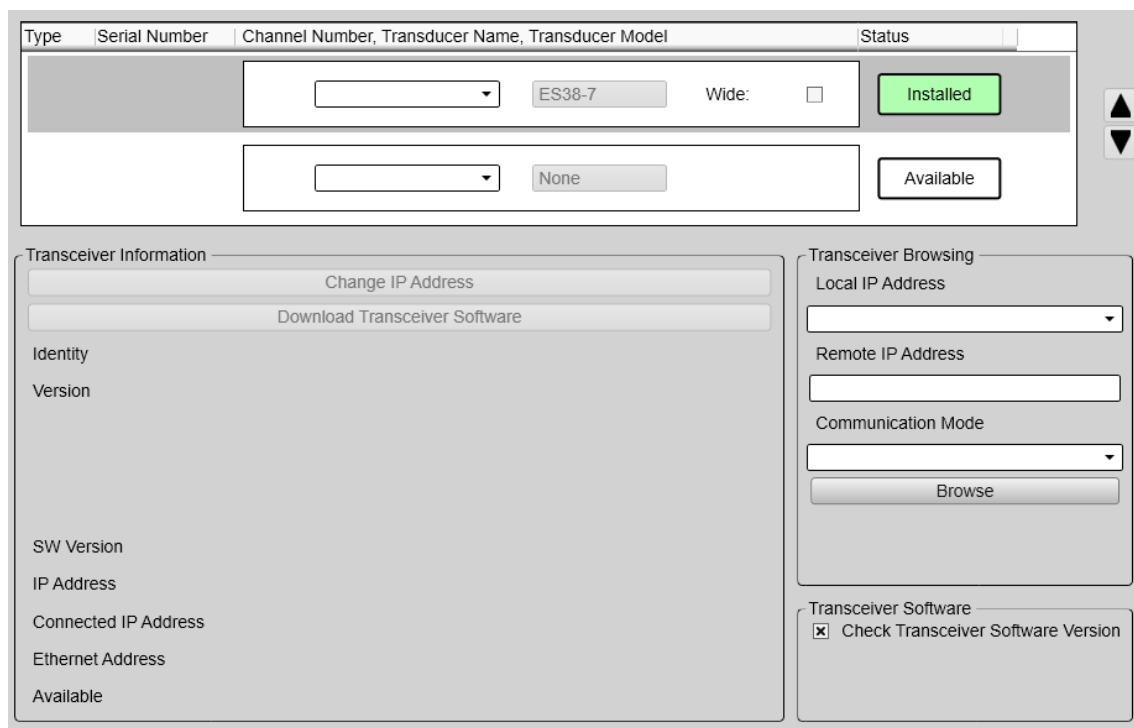 Type Serial Number Channel Number, Transducer Name, Transducer Model Status
ES38-7 Wide: Installed
None Available
Transceiver Information
Change IP Address
Download Transceiver Software
Identity
Version
SW Version
IP Address
Connected IP Address
Ethernet Address
Available
Transceiver Browsing
Local IP Address
Remote IP Address
Communication Mode
Browse
Transceiver Software
Check Transceiver Software Version